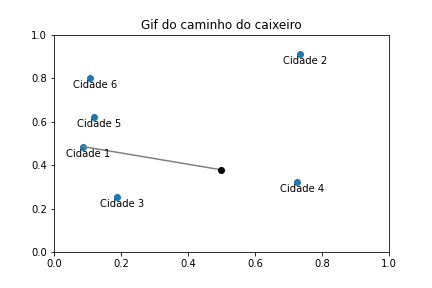 Gif do caminho do caixeiro
1.0
0.8
0.6
0.4
0.2
0.0
Cidade 2
Cidade 6
Cidade 5
Cidade 1
Cidade 4
Cidade 3
0.0 0.2 0.4 0.6 0.8 1.0